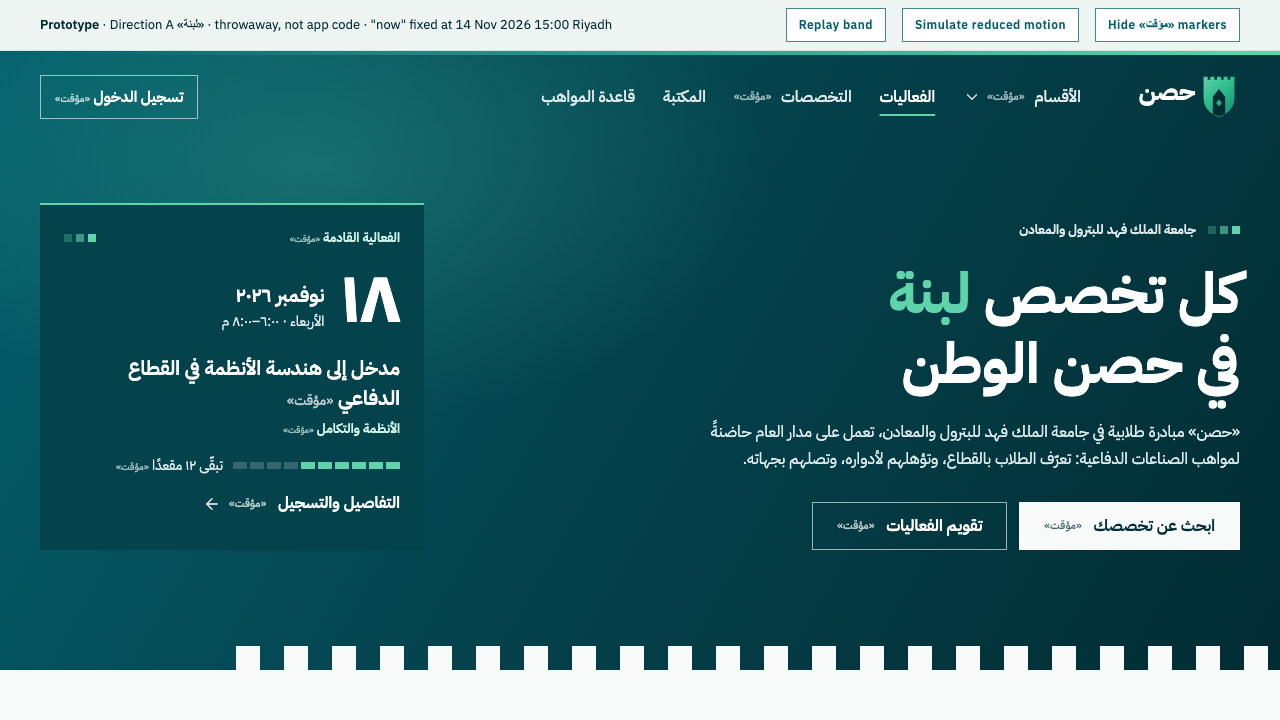 Prototype · Direction A «لبنة» · throwaway, not app code · "now" fixed at 14 Nov 2026 15:00 Riyadh
Replay band
Simulate reduced motion
Hide «موّقت» markers
حصن
الأقسام «مؤقت»
الفعاليات
التخصصات «مؤقت»
المكتبة
قاعدة المواهب
تسجيل الدخول «مؤقت»
جامعة الملك فهد للبترول والمعادن
كل تخصص لبنة
في حصن الوطن
«حصن» مبادرة طلابية في جامعة الملك فهد للبترول والمعادن، تعمل على مدار العام حاضنةً
لمواهب الصناعات الدفاعية: تعرّف الطلاب بالقطاع، وتؤهلهم لأدواره، وتصلهم بجهاته.
ابحث عن تخصصك «مؤقت»
تقويم الفعاليات «مؤقت»
الفعالية القادمة «مؤقت»
١٨
نوفمبر ٢٠٢٦
الأربعاء · ٦:٠٠–٨:٠٠ م
مدخل إلى هندسة الأنظمة في القطاع
الدفاعي «مؤقت»
الأنظمة والتكامل «مؤقت»
تبقّى ١٢ مقعدًا «مؤقت»
التفاصيل والتسجيل «مؤقت»